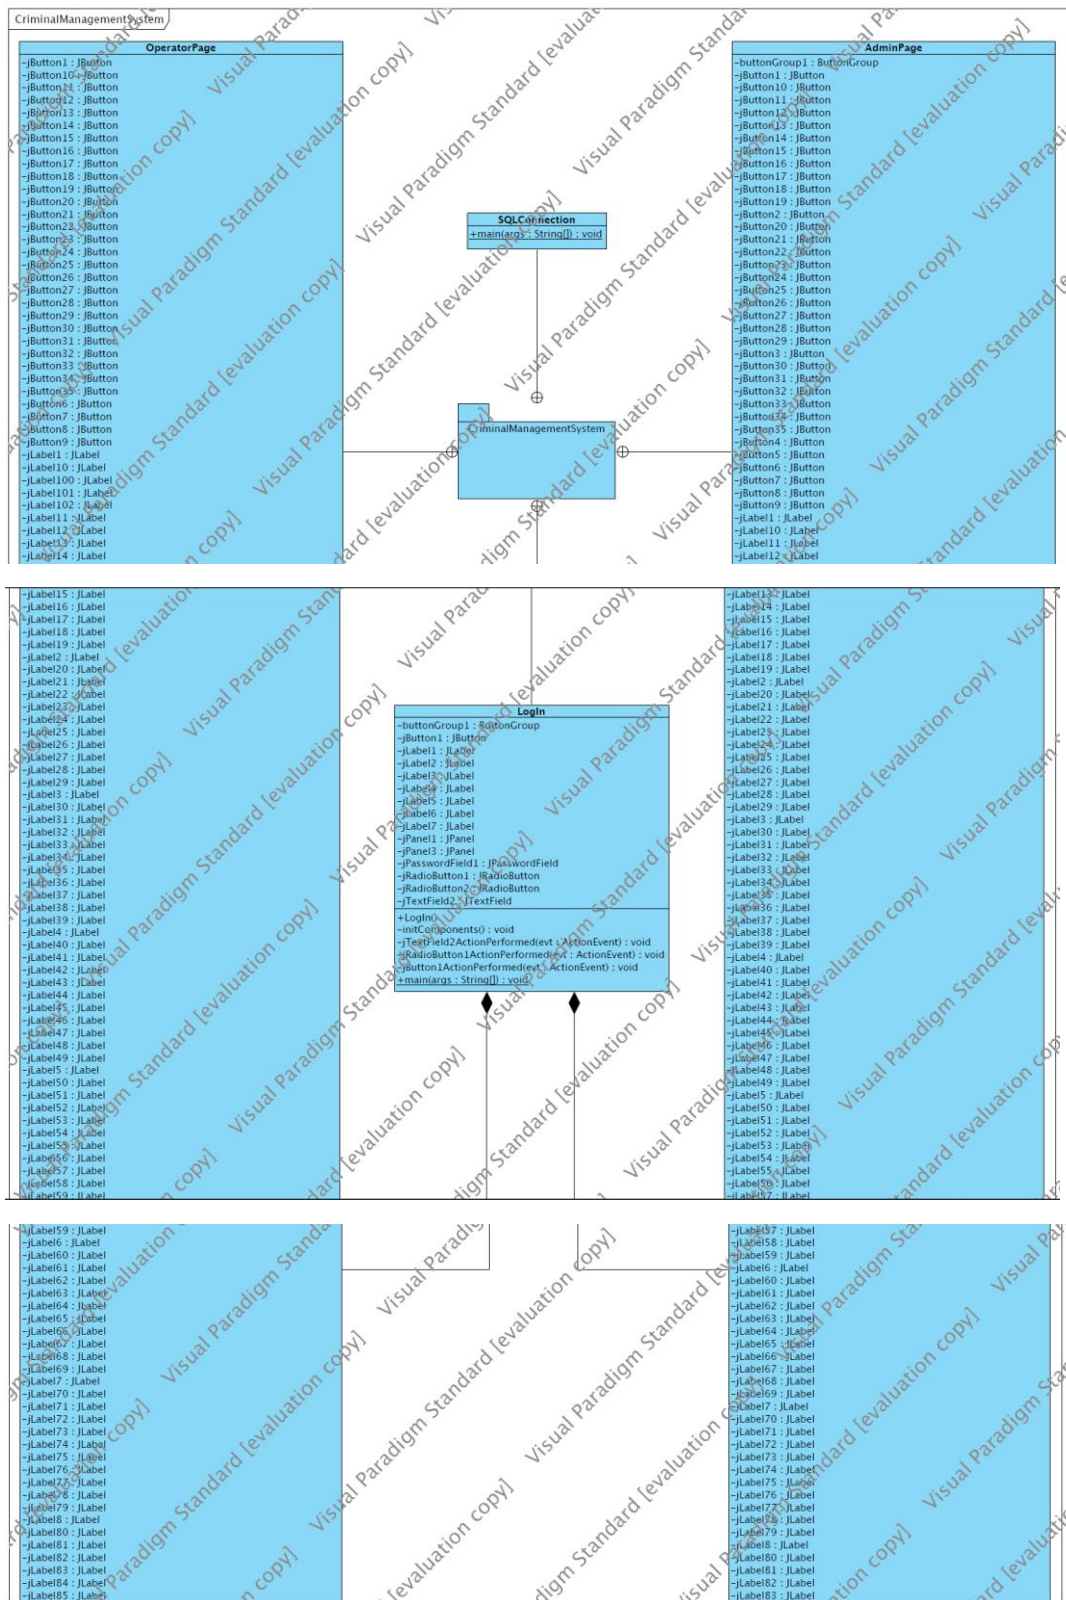 CriminalManagementSystem
OperatorPage
-jButton1 : JButton
-jButton10 : JButton
-jButton11 : JButton
-jButton12 : JButton
-jButton13 : JButton
-jButton14 : JButton
-jButton15 : JButton
-jButton16 : JButton
-jButton17 : JButton
-jButton18 : JButton
-jButton19 : JButton
-jButton20 : JButton
-jButton21 : JButton
-jButton22 : JButton
-jButton23 : JButton
-jButton24 : JButton
-jButton25 : JButton
-jButton26 : JButton
-jButton27 : JButton
-jButton28 : JButton
-jButton29 : JButton
-jButton30 : JButton
-jButton31 : JButton
-jButton32 : JButton
-jButton33 : JButton
-jButton34 : JButton
-jButton35 : JButton
-jButton6 : JButton
-jButton7 : JButton
-jButton8 : JButton
-jButton9 : JButton
-jLabel1 : JLabel
-jLabel10 : JLabel
-jLabel100 : JLabel
-jLabel101 : JLabel
-jLabel102 : JLabel
-jLabel11 : JLabel
-jLabel12 : JLabel
-jLabel13 : JLabel
-jLabel14 : JLabel
SQLConnection
+main(args : String[]) : void
CriminalManagementSystem
AdminPage
-buttonGroup1 : ButtonGroup
-jButton1 : JButton
-jButton10 : JButton
-jButton11 : JButton
-jButton12 : JButton
-jButton13 : JButton
-jButton14 : JButton
-jButton15 : JButton
-jButton16 : JButton
-jButton17 : JButton
-jButton18 : JButton
-jButton19 : JButton
-jButton2 : JButton
-jButton20 : JButton
-jButton21 : JButton
-jButton22 : JButton
-jButton23 : JButton
-jButton24 : JButton
-jButton25 : JButton
-jButton26 : JButton
-jButton27 : JButton
-jButton28 : JButton
-jButton29 : JButton
-jButton3 : JButton
-jButton30 : JButton
-jButton31 : JButton
-jButton32 : JButton
-jButton33 : JButton
-jButton34 : JButton
-jButton35 : JButton
-jButton4 : JButton
-jButton5 : JButton
-jButton6 : JButton
-jButton7 : JButton
-jButton8 : JButton
-jButton9 : JButton
-jLabel1 : JLabel
-jLabel10 : JLabel
-jLabel11 : JLabel
-jLabel12 : JLabel
Visual Paradigm Standard [evaluation copy]
-jLabel15 : JLabel
-jLabel16 : JLabel
-jLabel17 : JLabel
-jLabel18 : JLabel
-jLabel19 : JLabel
-jLabel2 : JLabel
-jLabel20 : JLabel
-jLabel21 : JLabel
-jLabel22 : JLabel
-jLabel23 : JLabel
-jLabel24 : JLabel
-jLabel25 : JLabel
-jLabel26 : JLabel
-jLabel27 : JLabel
-jLabel28 : JLabel
-jLabel29 : JLabel
-jLabel3 : JLabel
-jLabel30 : JLabel
-jLabel31 : JLabel
-jLabel32 : JLabel
-jLabel33 : JLabel
-jLabel34 : JLabel
-jLabel35 : JLabel
-jLabel36 : JLabel
-jLabel37 : JLabel
-jLabel38 : JLabel
-jLabel39 : JLabel
-jLabel4 : JLabel
-jLabel40 : JLabel
-jLabel41 : JLabel
-jLabel42 : JLabel
-jLabel43 : JLabel
-jLabel44 : JLabel
-jLabel45 : JLabel
-jLabel46 : JLabel
-jLabel47 : JLabel
-jLabel48 : JLabel
-jLabel49 : JLabel
-jLabel5 : JLabel
-jLabel50 : JLabel
-jLabel51 : JLabel
-jLabel52 : JLabel
-jLabel53 : JLabel
-jLabel54 : JLabel
-jLabel55 : JLabel
-jLabel56 : JLabel
-jLabel57 : JLabel
-jLabel58 : JLabel
-jLabel59 : JLabel
LogIn
-buttonGroup1 : ButtonGroup
-jButton1 : JButton
-jLabel1 : JLabel
-jLabel2 : JLabel
-jLabel3 : JLabel
-jLabel4 : JLabel
-jLabel5 : JLabel
-jLabel6 : JLabel
-jLabel7 : JLabel
-jPanel1 : JPanel
-jPanel3 : JPanel
-jPasswordField1 : JPasswordField
-jRadioButton1 : JRadioButton
-jRadioButton2 : JRadioButton
-jTextField2 : JTextField
+LogIn()
-initComponents() : void
-jTextField2ActionPerformed(evt : ActionEvent) : void
-jRadioButton1ActionPerformed(evt : ActionEvent) : void
-jButton1ActionPerformed(evt : ActionEvent) : void
+main(args : String[]) : void
-jLabel13 : JLabel
-jLabel14 : JLabel
-jLabel15 : JLabel
-jLabel16 : JLabel
-jLabel17 : JLabel
-jLabel18 : JLabel
-jLabel19 : JLabel
-jLabel2 : JLabel
-jLabel20 : JLabel
-jLabel21 : JLabel
-jLabel22 : JLabel
-jLabel23 : JLabel
-jLabel24 : JLabel
-jLabel25 : JLabel
-jLabel26 : JLabel
-jLabel27 : JLabel
-jLabel28 : JLabel
-jLabel29 : JLabel
-jLabel3 : JLabel
-jLabel30 : JLabel
-jLabel31 : JLabel
-jLabel32 : JLabel
-jLabel33 : JLabel
-jLabel34 : JLabel
-jLabel35 : JLabel
-jLabel36 : JLabel
-jLabel37 : JLabel
-jLabel38 : JLabel
-jLabel39 : JLabel
-jLabel4 : JLabel
-jLabel40 : JLabel
-jLabel41 : JLabel
-jLabel42 : JLabel
-jLabel43 : JLabel
-jLabel44 : JLabel
-jLabel45 : JLabel
-jLabel46 : JLabel
-jLabel47 : JLabel
-jLabel48 : JLabel
-jLabel49 : JLabel
-jLabel5 : JLabel
-jLabel50 : JLabel
-jLabel51 : JLabel
-jLabel52 : JLabel
-jLabel53 : JLabel
-jLabel54 : JLabel
-jLabel55 : JLabel
-jLabel56 : JLabel
-jLabel57 : JLabel
Visual Paradigm Standard [evaluation copy]
-jLabel59 : JLabel
-jLabel6 : JLabel
-jLabel60 : JLabel
-jLabel61 : JLabel
-jLabel62 : JLabel
-jLabel63 : JLabel
-jLabel64 : JLabel
-jLabel65 : JLabel
-jLabel66 : JLabel
-jLabel67 : JLabel
-jLabel68 : JLabel
-jLabel69 : JLabel
-jLabel7 : JLabel
-jLabel70 : JLabel
-jLabel71 : JLabel
-jLabel72 : JLabel
-jLabel73 : JLabel
-jLabel74 : JLabel
-jLabel75 : JLabel
-jLabel76 : JLabel
-jLabel77 : JLabel
-jLabel78 : JLabel
-jLabel79 : JLabel
-jLabel8 : JLabel
-jLabel80 : JLabel
-jLabel81 : JLabel
-jLabel82 : JLabel
-jLabel83 : JLabel
-jLabel84 : JLabel
-jLabel85 : JLabel
-jLabel57 : JLabel
-jLabel58 : JLabel
-jLabel59 : JLabel
-jLabel6 : JLabel
-jLabel60 : JLabel
-jLabel61 : JLabel
-jLabel62 : JLabel
-jLabel63 : JLabel
-jLabel64 : JLabel
-jLabel65 : JLabel
-jLabel66 : JLabel
-jLabel67 : JLabel
-jLabel68 : JLabel
-jLabel69 : JLabel
-jLabel7 : JLabel
-jLabel70 : JLabel
-jLabel71 : JLabel
-jLabel72 : JLabel
-jLabel73 : JLabel
-jLabel74 : JLabel
-jLabel75 : JLabel
-jLabel76 : JLabel
-jLabel77 : JLabel
-jLabel78 : JLabel
-jLabel79 : JLabel
-jLabel8 : JLabel
-jLabel80 : JLabel
-jLabel81 : JLabel
-jLabel82 : JLabel
-jLabel83 : JLabel
Visual Paradigm Standard [evaluation copy]